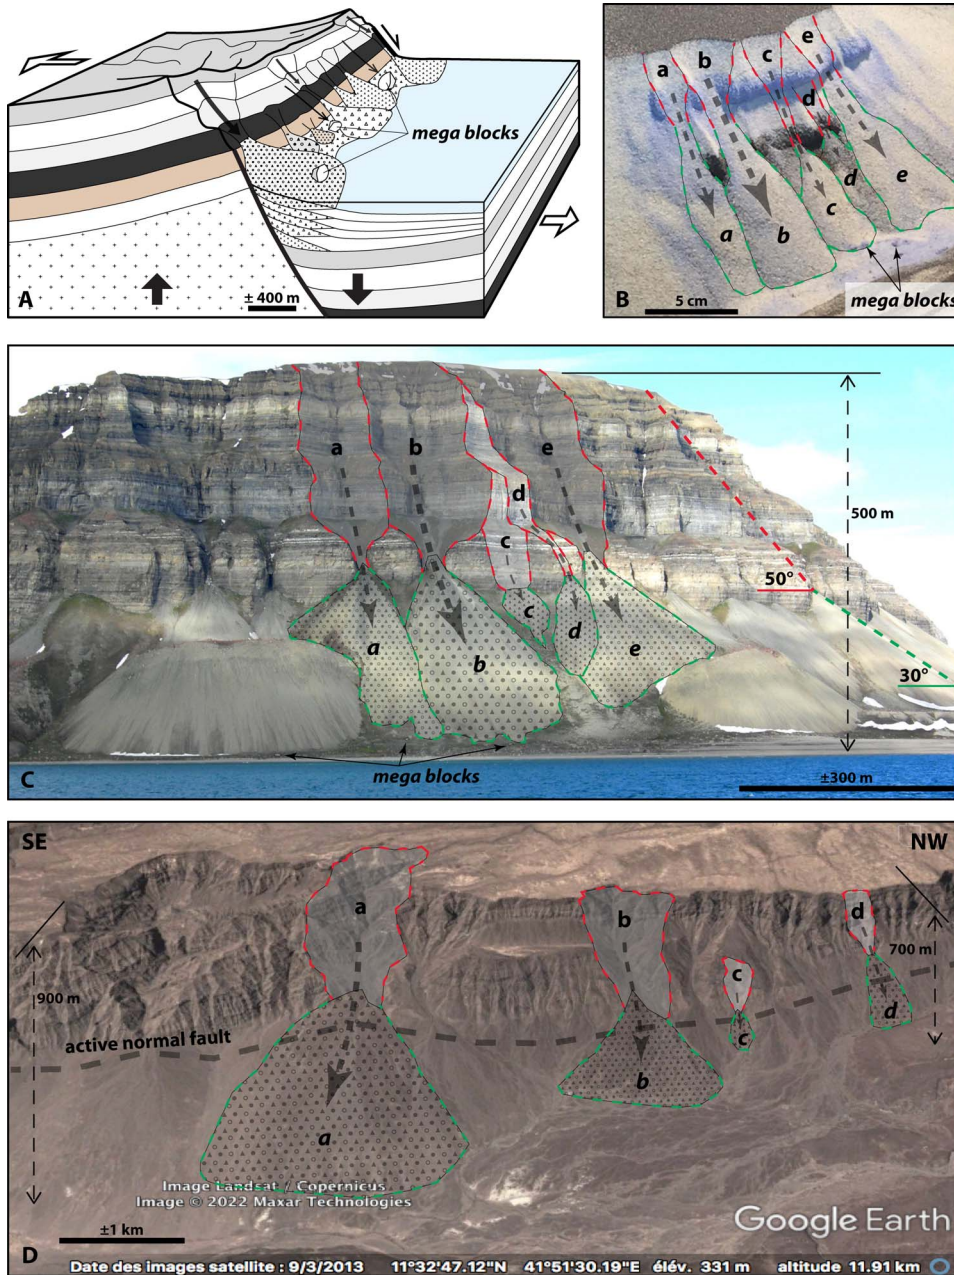 mega blocks
A
± 400 m
a
b
c
e
d
a
b
c
d
e
B
5 cm
mega blocks
a
b
e
d
c
500 m
50°
c
a
b
d
e
30°
C
mega blocks
±300 m
SE
NW
a
b
d
c
700 m
900 m
active normal fault
c
d
b
a
Image Landsat / Copernicus
Image © 2022 Maxar Technologies
±1 km
Google Earth
D
Date des images satellite : 9/3/2013 11°32'47.12"N 41°51'30.19"E élév. 331 m altitude 11.91 km